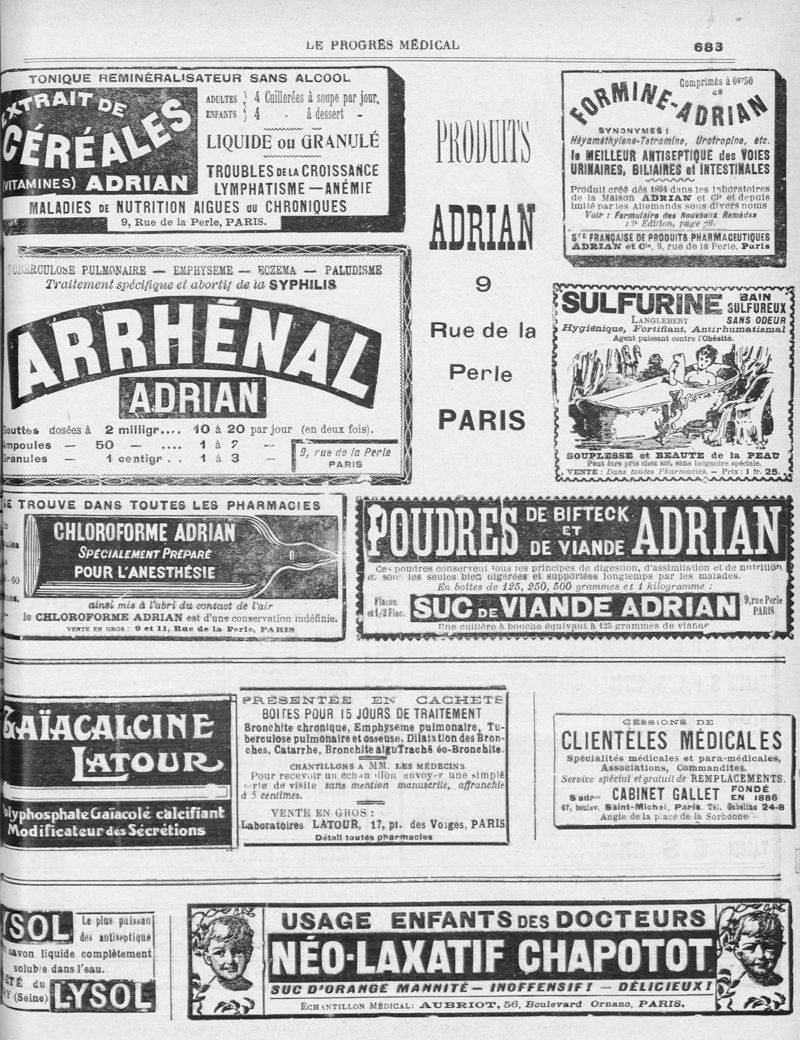 LE PROGRÈS MÉDICAL
683
TONIQUE REMINÉRALISATEUR SANS ALCOOL
EXTRAIT DE
CÉRÉALES
(VITAMINES) ADRIAN
ADULTES 4 Cuillerées à soupe par jour,
ENFANTS 4 - à dessert -
LIQUIDE OU GRANULÉ
TROUBLES DE LA CROISSANCE
LYMPHATISME — ANÉMIE
MALADIES DE NUTRITION AIGUES OU CHRONIQUES
9, Rue de la Perle, PARIS.
PRODUITS
ADRIAN
9
Rue de la
Perle
PARIS
Comprimés à 0gr50
de
FORMINE-ADRIAN
SYNONYMES:
Héxaméthylène-Tétramine, Urotropine, etc.
le MEILLEUR ANTISEPTIQUE des VOIES
URINAIRES, BILIAIRES et INTESTINALES
Produit créé dès 1894 dans les laboratoires
de la Maison ADRIAN et Cie et depuis
imité par les Allemands sous divers noms
Voir : Formulaire des Nouveaux Remèdes
Edition, page 76.
Sté FRANÇAISE DE PRODUITS PHARMACEUTIQUES
ADRIAN et Cie, 9, rue de la Perle, Paris
TUBERCULOSE PULMONAIRE — EMPHYSEME — ECZEMA — PALUDISME
Traitement spécifique et abortif de la SYPHILIS
ARRHÉNAL
ADRIAN
Gouttes dosées à 2 milligr.... 10 à 20 par jour (en deux fois).
Ampoules — 50 — .... 1 à 2 —
Granules — 1 centigr . . 1 à 3 —
9, rue de la Perle
PARIS
SULFURINE BAIN
SULFUREUX
LANGLEBERT SANS ODEUR
Hygiénique, Fortifiant, Antirhumatismal
Agent puissant contre l'Obésité.
SOUPLESSE et BEAUTE de la PEAU
Peut être pris chez soi, sans baignoire spéciale.
VENTE : Dans toutes Pharmacies. — Prix : 1 fr. 25.
SE TROUVE DANS TOUTES LES PHARMACIES
CHLOROFORME ADRIAN
SPÉCIALEMENT PRÉPARÉ
POUR L'ANESTHÉSIE
ainsi mis à l'abri du contact de l'air
le CHLOROFORME ADRIAN est d'une conservation indéfinie.
VENTE EN GROS : 9 et 11, Rue de la Perle, PARIS
POUDRES DE BIFTECK
ET
DE VIANDE ADRIAN
Ces poudres conservent tous les principes de digestion, d'assimilation et de nutrition
et sont les seules bien digérées et supportées longtemps par les malades.
En boîtes de 125, 250, 500 grammes et 1 kilogramme :
Flacon
et 1/2 Flac. SUC DE VIANDE ADRIAN 9, rue Perle
PARIS
Une cuillère à bouche équivaut à 125 grammes de viande
GAÏACALCINE
LATOUR
Polyphosphate Gaïacolé calcifiant
Modificateur des Sécrétions
PRÉSENTÉE EN CACHETS
BOITES POUR 15 JOURS DE TRAITEMENT
Bronchite chronique, Emphyseme pulmonaire, Tu-
berculose pulmonaire et osseuse. Dilatation des Bron-
ches, Catarrhe, Bronchite aiguTraché éo-Bronchite.
CHANTILLONS A MM. LES MÉDECINS
Pour recevoir un échan illon envoyer une simple
carte de visite sans mention manuscrite, affranchie
à 5 centimes.
VENTE EN GROS :
Laboratoires LATOUR, 17, pl. des Vosges, PARIS
Détail toutes pharmacies
CESSIONS DE
CLIENTÈLES MÉDICALES
Spécialités médicales et para-médicales,
Associations, Commandites.
Service spécial et gratuit de REMPLACEMENTS.
CABINET GALLET FONDÉ
EN 1886
47, boulev. Saint-Michel, Paris. Tél. Gobelins 24-8
Angle de la place de la Sorbonne
LYSOL
Le plus puissan
des antiseptique
savon liquide complètement
soluble dans l'eau.
du
(Seine) LYSOL
USAGE ENFANTS DES DOCTEURS
NÉO-LAXATIF CHAPOTOT
SUC D'ORANGE MANNITÉ — INOFFENSIF! — DÉLICIEUX!
ÉCHANTILLON MÉDICAL: AUBRIOT, 56, Boulevard Ornano, PARIS.